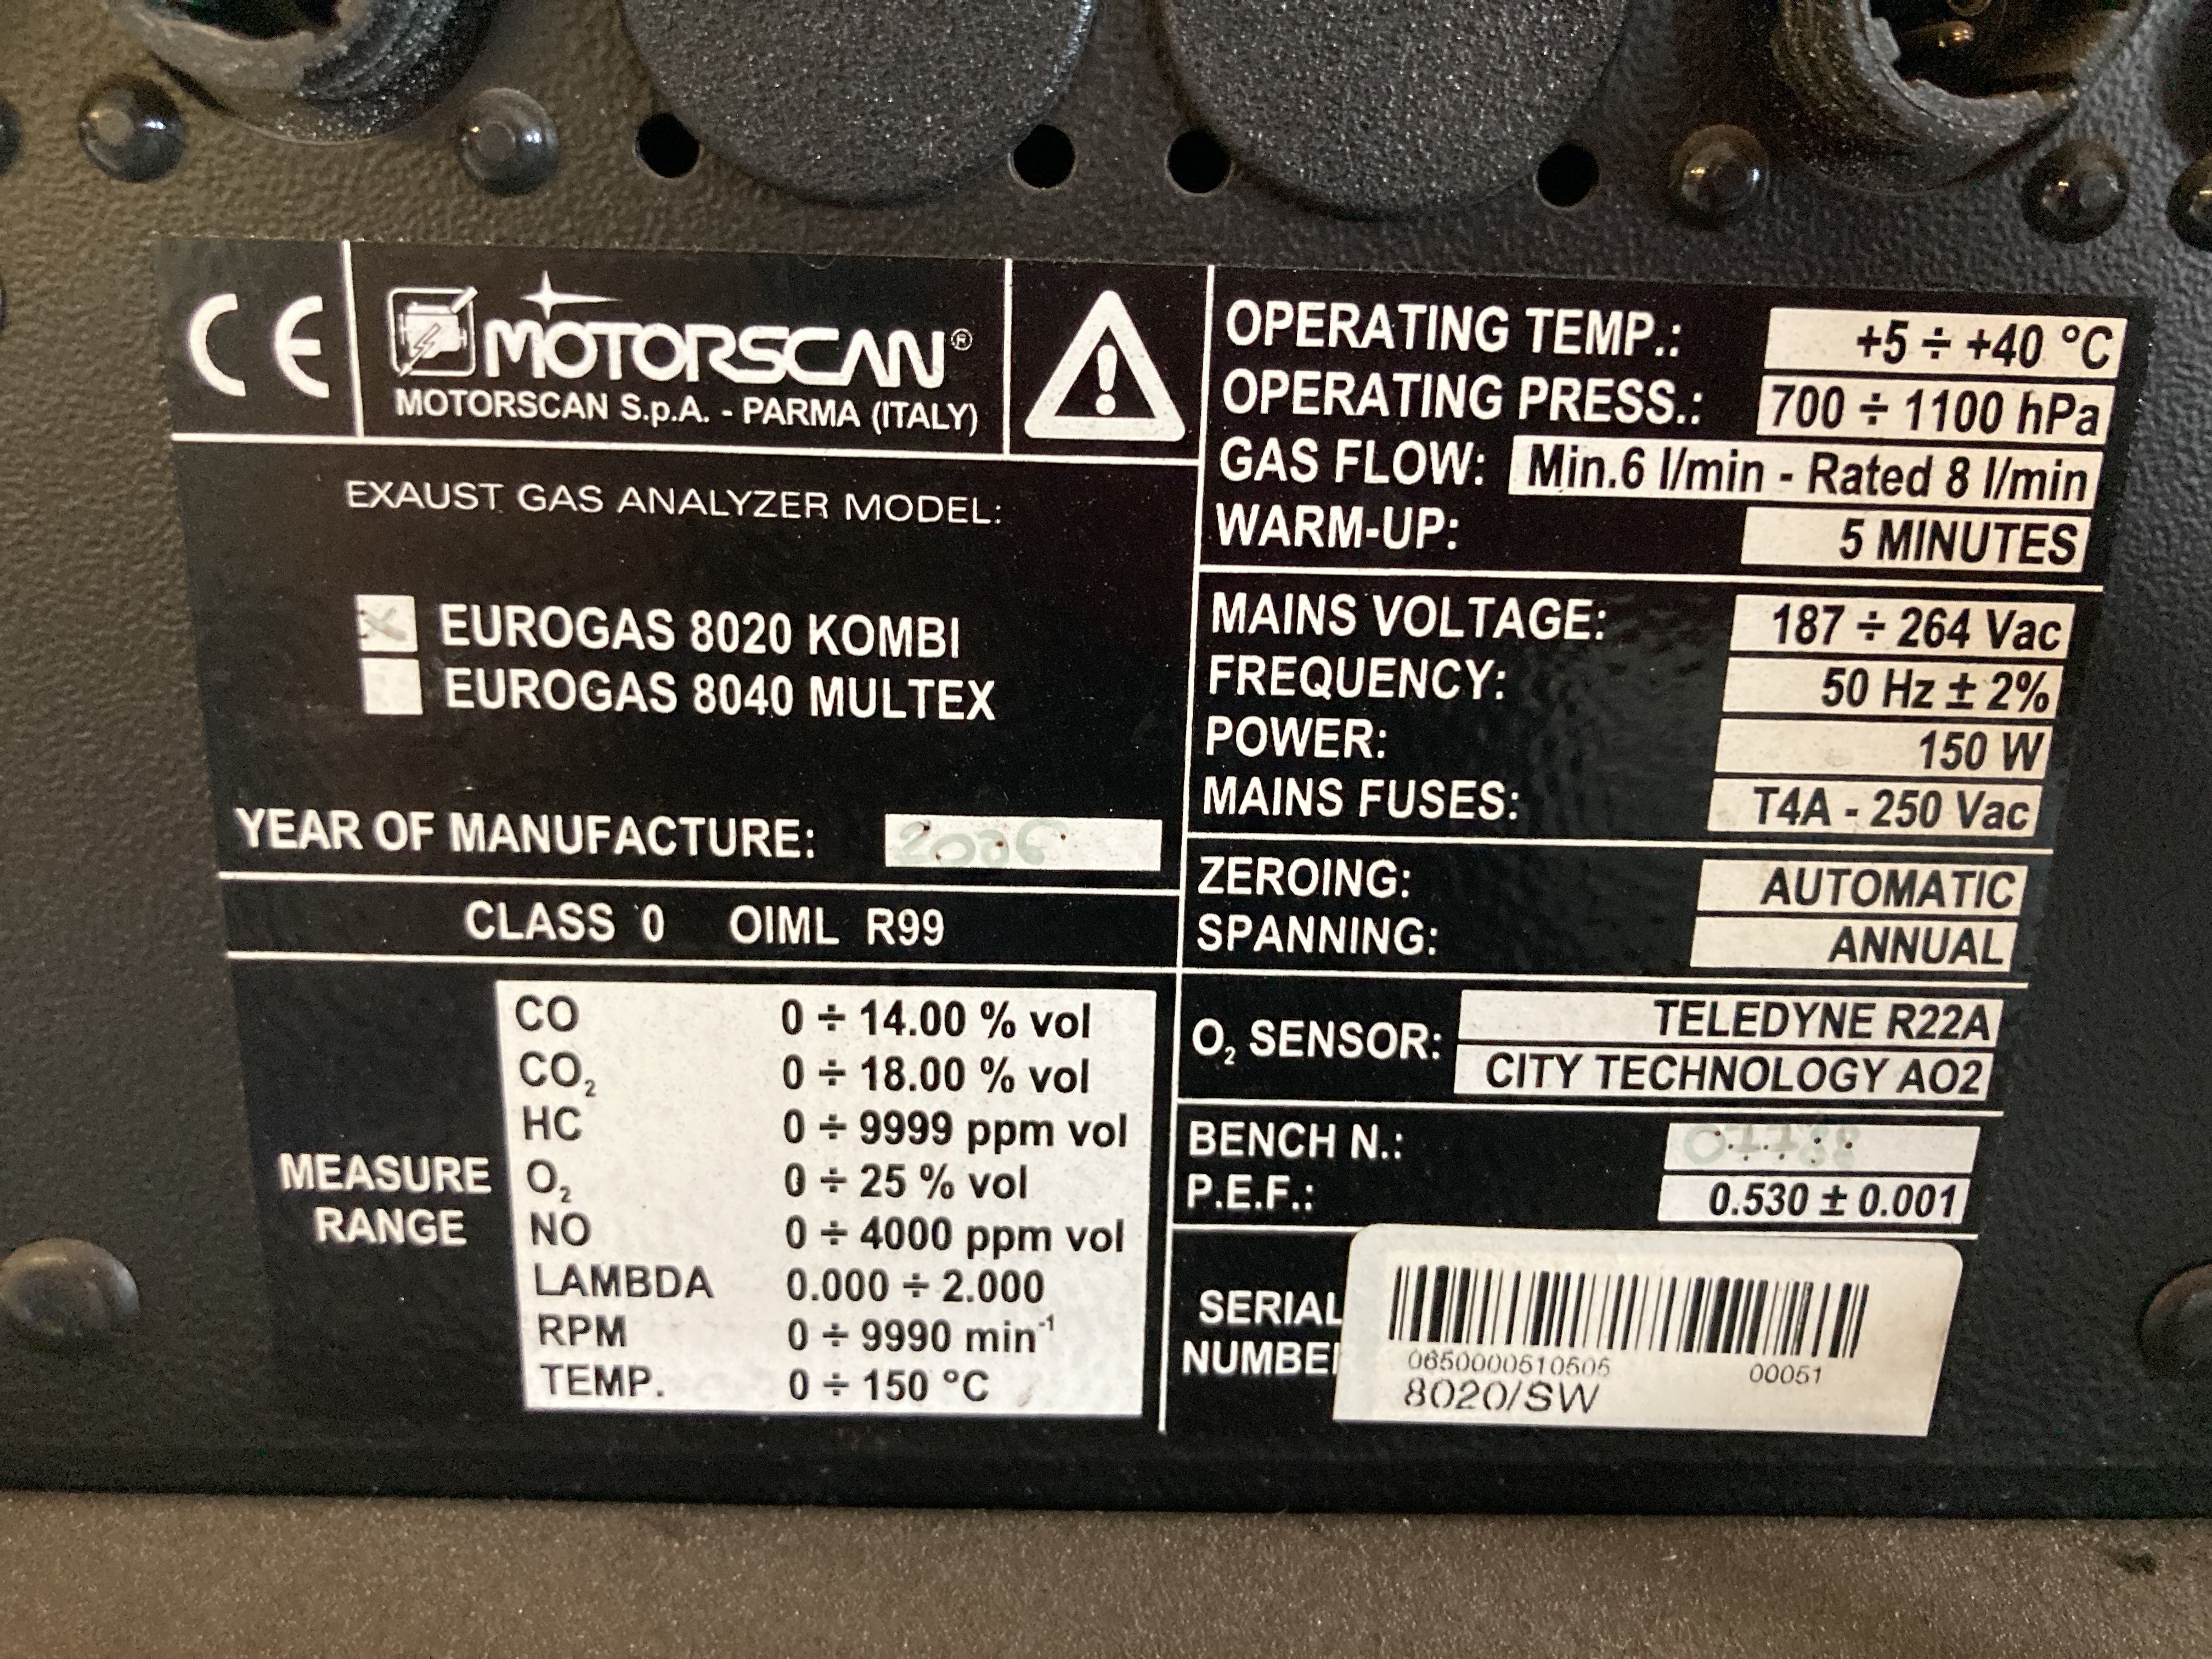 CE
MOTORSCAN®
MOTORSCAN S.p.A. - PARMA (ITALY)
EXAUST GAS ANALYZER MODEL:
EUROGAS 8020 KOMBI
EUROGAS 8040 MULTEX
YEAR OF MANUFACTURE: 2006
CLASS 0 OIML R99
MEASURE RANGE
CO 0 ÷ 14.00 % vol
CO₂ 0 ÷ 18.00 % vol
HC 0 ÷ 9999 ppm vol
O₂ 0 ÷ 25 % vol
NO 0 ÷ 4000 ppm vol
LAMBDA 0.000 ÷ 2.000
RPM 0 ÷ 9990 min⁻¹
TEMP. 0 ÷ 150 °C
OPERATING TEMP.: +5 ÷ +40 °C
OPERATING PRESS.: 700 ÷ 1100 hPa
GAS FLOW: Min.6 l/min - Rated 8 l/min
WARM-UP: 5 MINUTES
MAINS VOLTAGE: 187 ÷ 264 Vac
FREQUENCY: 50 Hz ± 2%
POWER: 150 W
MAINS FUSES: T4A - 250 Vac
ZEROING: AUTOMATIC
SPANNING: ANNUAL
O₂ SENSOR: TELEDYNE R22A
CITY TECHNOLOGY AO2
BENCH N.:
P.E.F.: 0.530 ± 0.001
SERIAL
NUMBE
0650000510505 00051
8020/SW